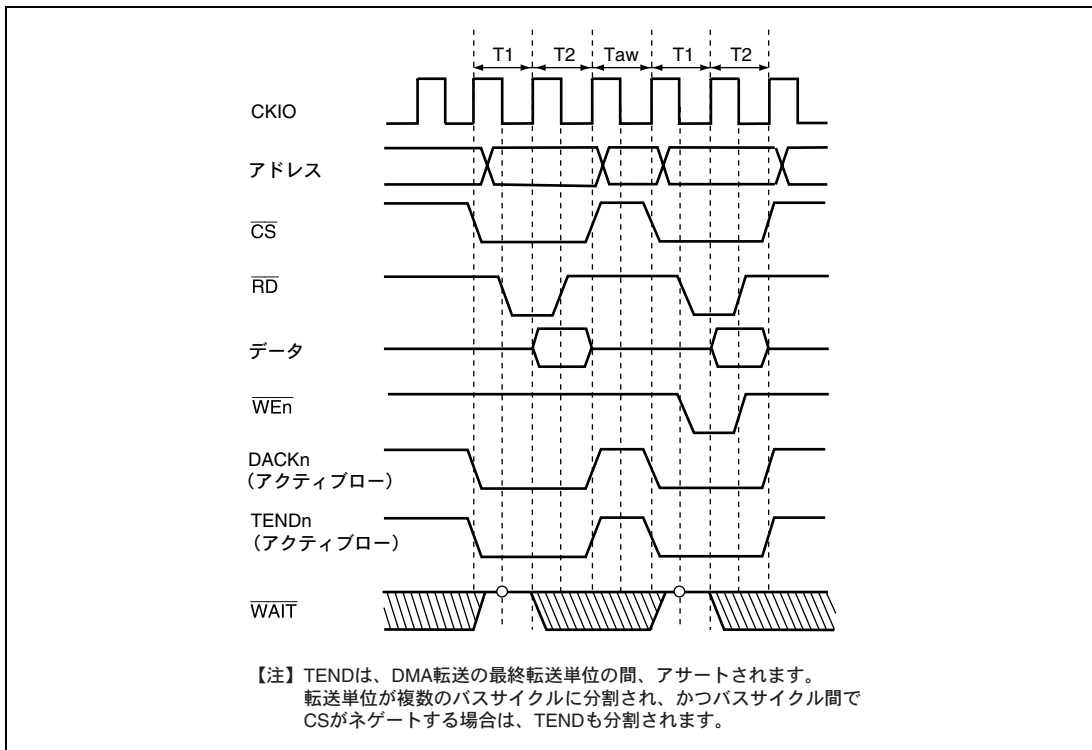 T1 T2 Taw T1 T2
CKIO
アドレス
CS
RD
データ
WEn
DACKn
（アクティブロー）
TENDn
（アクティブロー）
WAIT
【注】TENDは、DMA転送の最終転送単位の間、アサートされます。
転送単位が複数のバスサイクルに分割され、かつバスサイクル間で
CSがネゲートする場合は、TENDも分割されます。